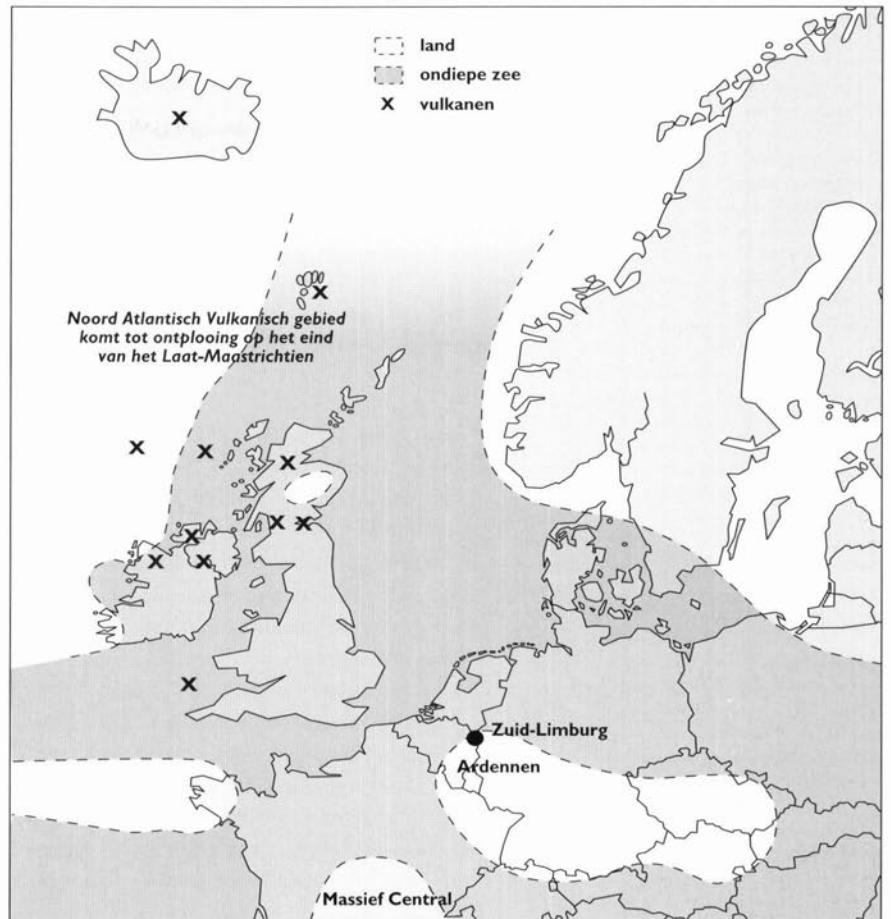 land
ondiepe zee
X vulkanen
Noord Atlantisch Vulkanisch gebied
komt tot ontplooing op het eind
van het Laat-Maastrichtien
Zuid-Limburg
Ardennen
Massief Central